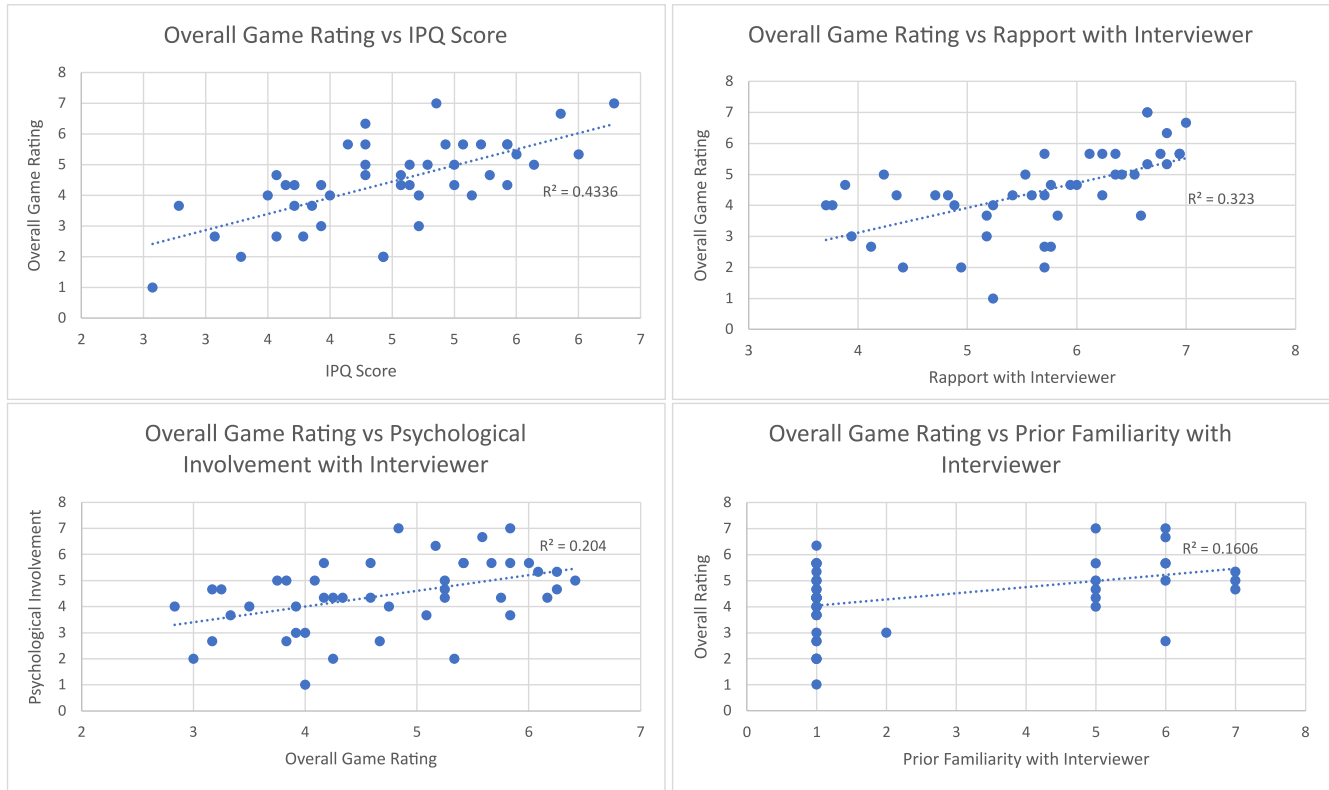 Overall Game Rating vs IPQ Score
8
7
6
5
4
3
2
1
0
Overall Game Rating
R² = 0.4336
2 3 3 4 4 5 5 6 6 7
IPQ Score
Overall Game Rating vs Rapport with Interviewer
8
7
6
5
4
3
2
1
0
Overall Game Rating
R² = 0.323
3 4 5 6 7 8
Rapport with Interviewer
Overall Game Rating vs Psychological
Involvement with Interviewer
8
7
6
5
4
3
2
1
0
Psychological Involvement
R² = 0.204
2 3 4 5 6 7
Overall Game Rating
Overall Game Rating vs Prior Familiarity with
Interviewer
8
7
6
5
4
3
2
1
0
Overall Rating
R² = 0.1606
0 1 2 3 4 5 6 7 8
Prior Familiarity with Interviewer